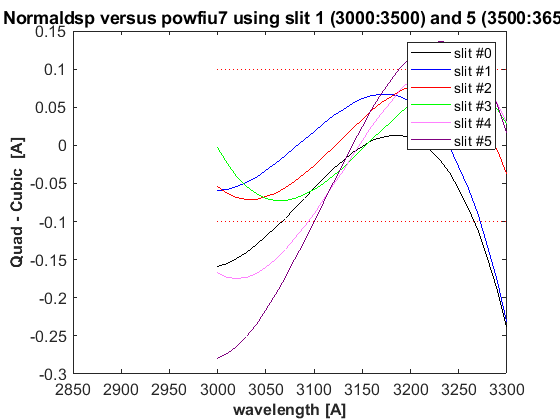 Normaldsp versus powfiu7 using slit 1 (3000:3500) and 5 (3500:365
0.15
0.1
0.05
0
-0.05
-0.1
-0.15
-0.2
-0.25
-0.3
Quad - Cubic [A]
slit #0
slit #1
slit #2
slit #3
slit #4
slit #5
2850 2900 2950 3000 3050 3100 3150 3200 3250 3300
wavelength [A]